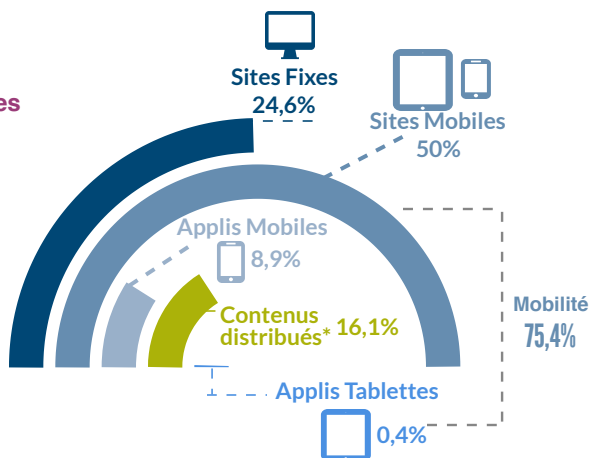 Sites Fixes
24,6%
es
Sites Mobiles
50%
Applis Mobiles
8,9%
Contenus
distribués* 16,1%
Mobilité
75,4%
Applis Tablettes
0,4%